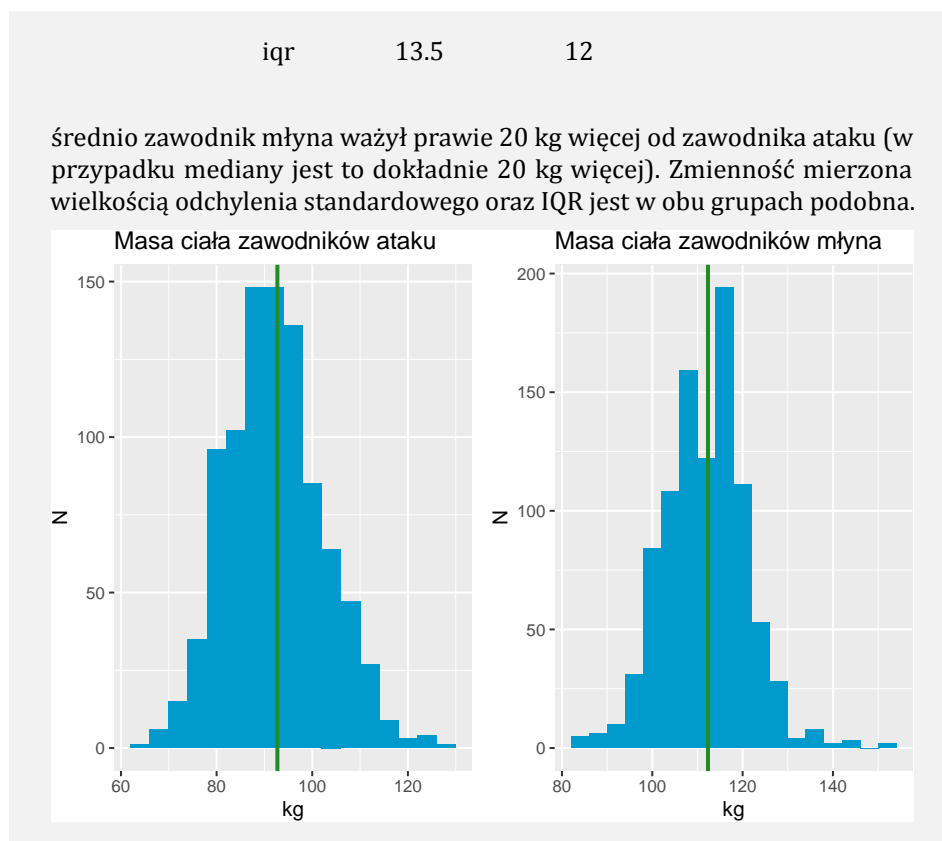 iqr 13.5 12
średnio zawodnik młyna ważył prawie 20 kg więcej od zawodnika ataku (w
przypadku mediany jest to dokładnie 20 kg więcej). Zmienność mierzona
wielkością odchylenia standardowego oraz IQR jest w obu grupach podobna.
Masa ciała zawodników ataku
150
100
50
0
N
60 80 100 120
kg
Masa ciała zawodników młyna
200
150
100
50
0
N
80 100 120 140
kg